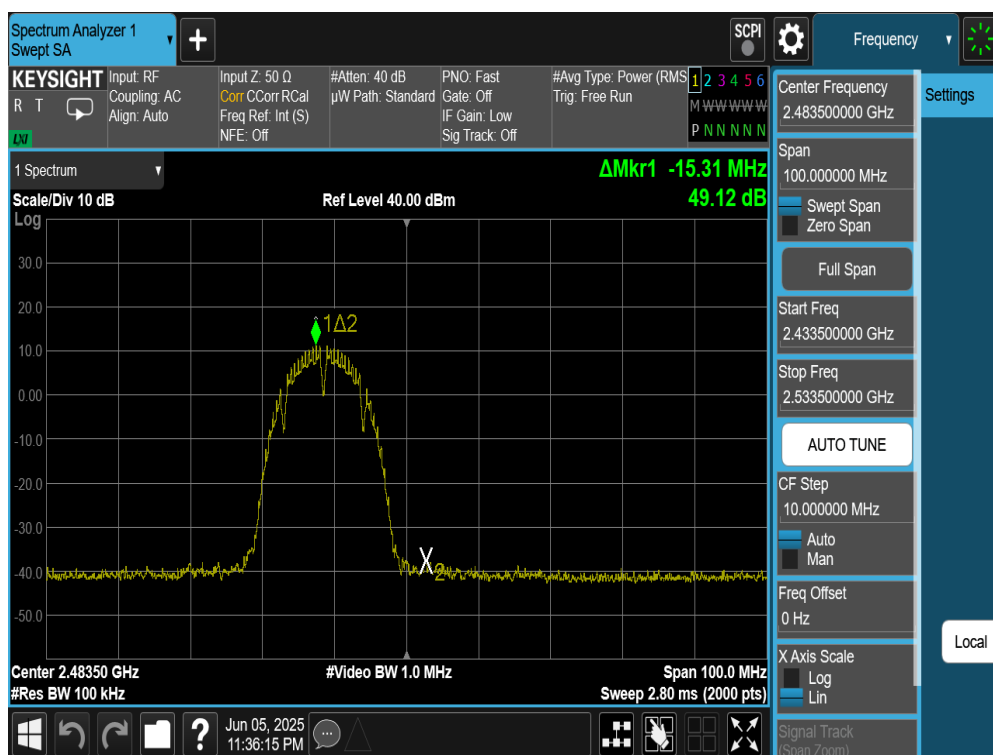 Spectrum Analyzer 1
Swept SA
+
SCPI
Frequency
KEYSIGHT
R T
LXI
Input: RF
Coupling: AC
Align: Auto
Input Z: 50 Ω
Corr CCorr RCal
Freq Ref: Int (S)
NFE: Off
#Atten: 40 dB
µW Path: Standard
PNO: Fast
Gate: Off
IF Gain: Low
Sig Track: Off
#Avg Type: Power (RMS
Trig: Free Run
1 2 3 4 5 6
M W W W W W
P N N N N N
1 Spectrum
ΔMkr1 -15.31 MHz
49.12 dB
Scale/Div 10 dB
Ref Level 40.00 dBm
Log
30.0
20.0
10.0
0.00
-10.0
-20.0
-30.0
-40.0
-50.0
1Δ2
X2
Center 2.48350 GHz
#Video BW 1.0 MHz
Span 100.0 MHz
#Res BW 100 kHz
Sweep 2.80 ms (2000 pts)
?
Jun 05, 2025
11:36:15 PM
Center Frequency
2.483500000 GHz
Span
100.000000 MHz
Swept Span
Zero Span
Full Span
Start Freq
2.433500000 GHz
Stop Freq
2.533500000 GHz
AUTO TUNE
CF Step
10.000000 MHz
Auto
Man
Freq Offset
0 Hz
X Axis Scale
Log
Lin
Signal Track
(Span Zoom)
Settings
Local